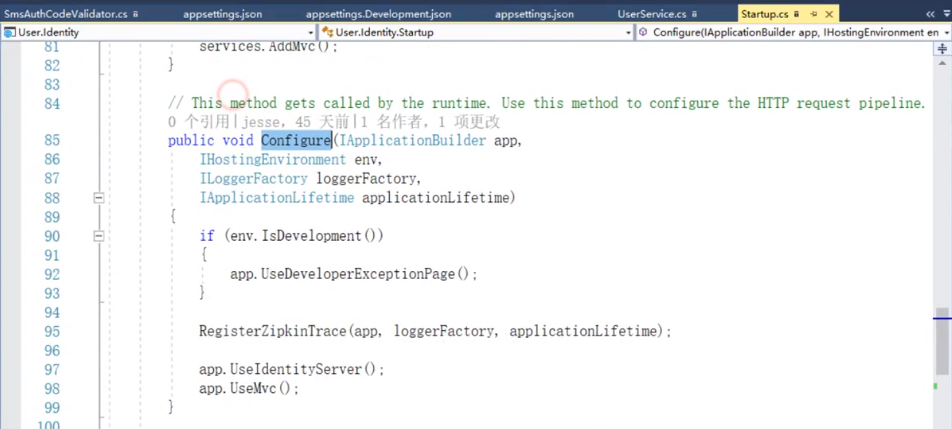 SmsAuthCodeValidator.cs appsettings.json appsettings.Development.json UserService.cs Startup.cs
User.Identity User.Identity.Startup Configure(IApplicationBuilder app, IHostingEnvironment en
81 services.AddMvc();
82 }
83
84 // This method gets called by the runtime. Use this method to configure the HTTP request pipeline.
0 个引用|jesse，45 天前|1 名作者，1 项更改
85 public void Configure(IApplicationBuilder app,
86 IHostingEnvironment env,
87 ILoggerFactory loggerFactory,
88 IApplicationLifetime applicationLifetime)
89 {
90 if (env.IsDevelopment())
91 {
92 app.UseDeveloperExceptionPage();
93 }
94
95 RegisterZipkinTrace(app, loggerFactory, applicationLifetime);
96
97 app.UseIdentityServer();
98 app.UseMvc();
99 }
100